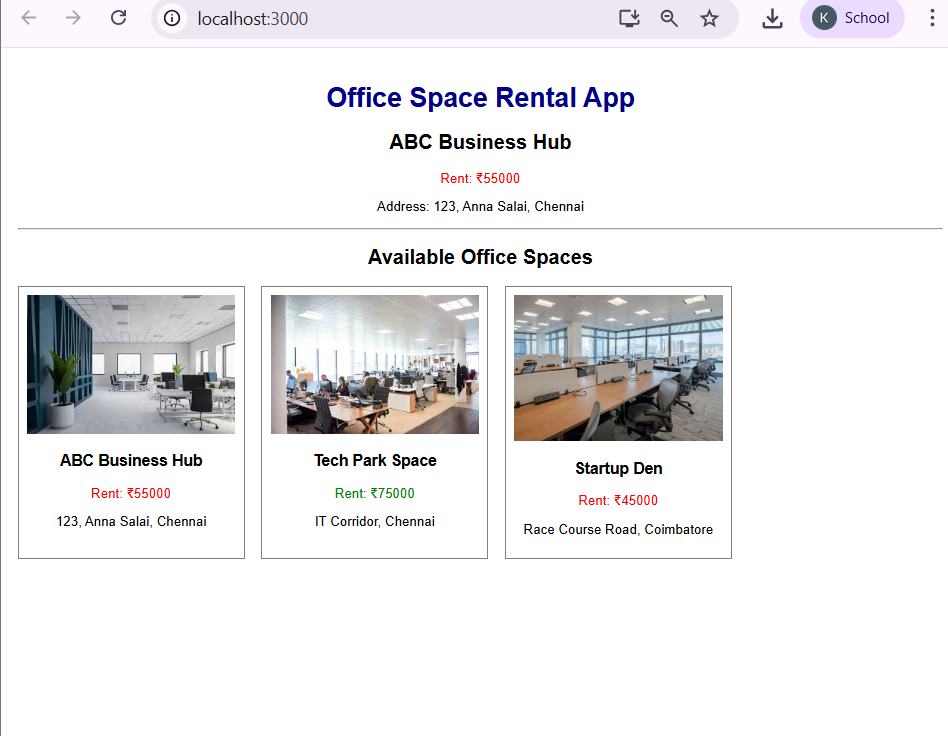 localhost:3000
K School
Office Space Rental App
ABC Business Hub
Rent: ₹55000
Address: 123, Anna Salai, Chennai
Available Office Spaces
ABC Business Hub
Rent: ₹55000
123, Anna Salai, Chennai
Tech Park Space
Rent: ₹75000
IT Corridor, Chennai
Startup Den
Rent: ₹45000
Race Course Road, Coimbatore